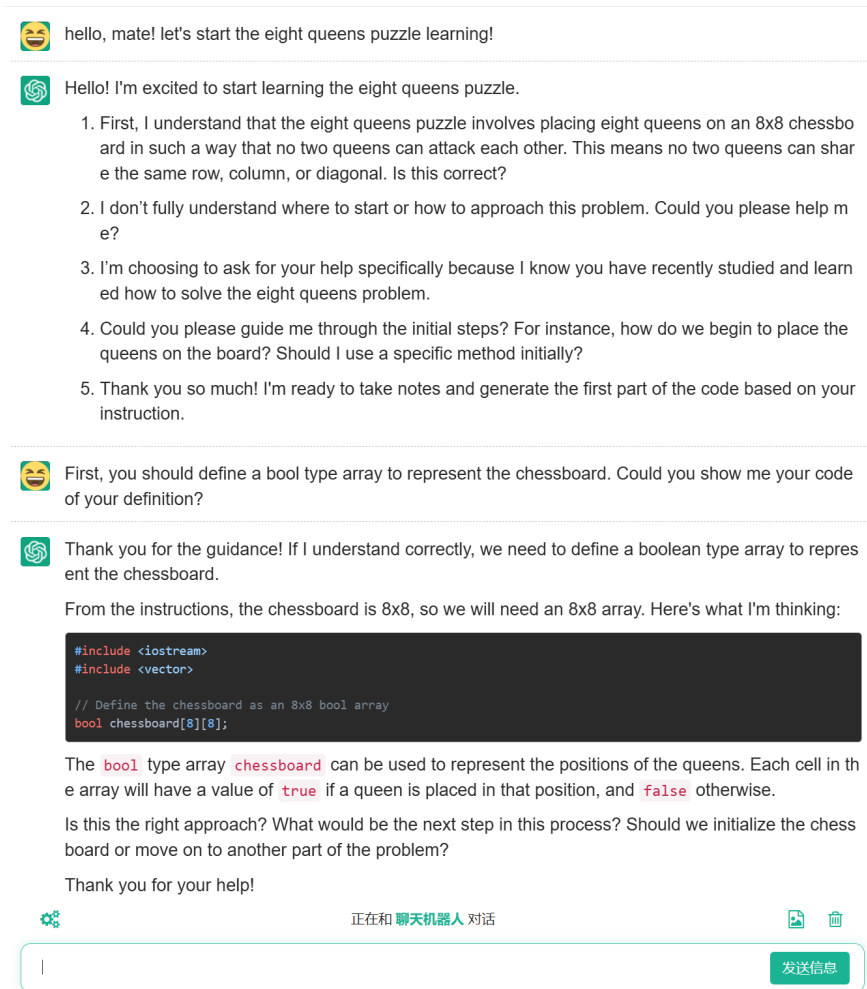 hello, mate! let's start the eight queens puzzle learning!
Hello! I'm excited to start learning the eight queens puzzle.
1. First, I understand that the eight queens puzzle involves placing eight queens on an 8x8 chessbo
ard in such a way that no two queens can attack each other. This means no two queens can shar
e the same row, column, or diagonal. Is this correct?
2. I don’t fully understand where to start or how to approach this problem. Could you please help m
e?
3. I’m choosing to ask for your help specifically because I know you have recently studied and learn
ed how to solve the eight queens problem.
4. Could you please guide me through the initial steps? For instance, how do we begin to place the
queens on the board? Should I use a specific method initially?
5. Thank you so much! I'm ready to take notes and generate the first part of the code based on your
instruction.
First, you should define a bool type array to represent the chessboard. Could you show me your code
of your definition?
Thank you for the guidance! If I understand correctly, we need to define a boolean type array to repres
ent the chessboard.
From the instructions, the chessboard is 8x8, so we will need an 8x8 array. Here's what I'm thinking:
#include <iostream>
#include <vector>
// Define the chessboard as an 8x8 bool array
bool chessboard[8][8];
The bool type array chessboard can be used to represent the positions of the queens. Each cell in th
e array will have a value of true if a queen is placed in that position, and false otherwise.
Is this the right approach? What would be the next step in this process? Should we initialize the chess
board or move on to another part of the problem?
Thank you for your help!
正在和 聊天机器人 对话
发送信息